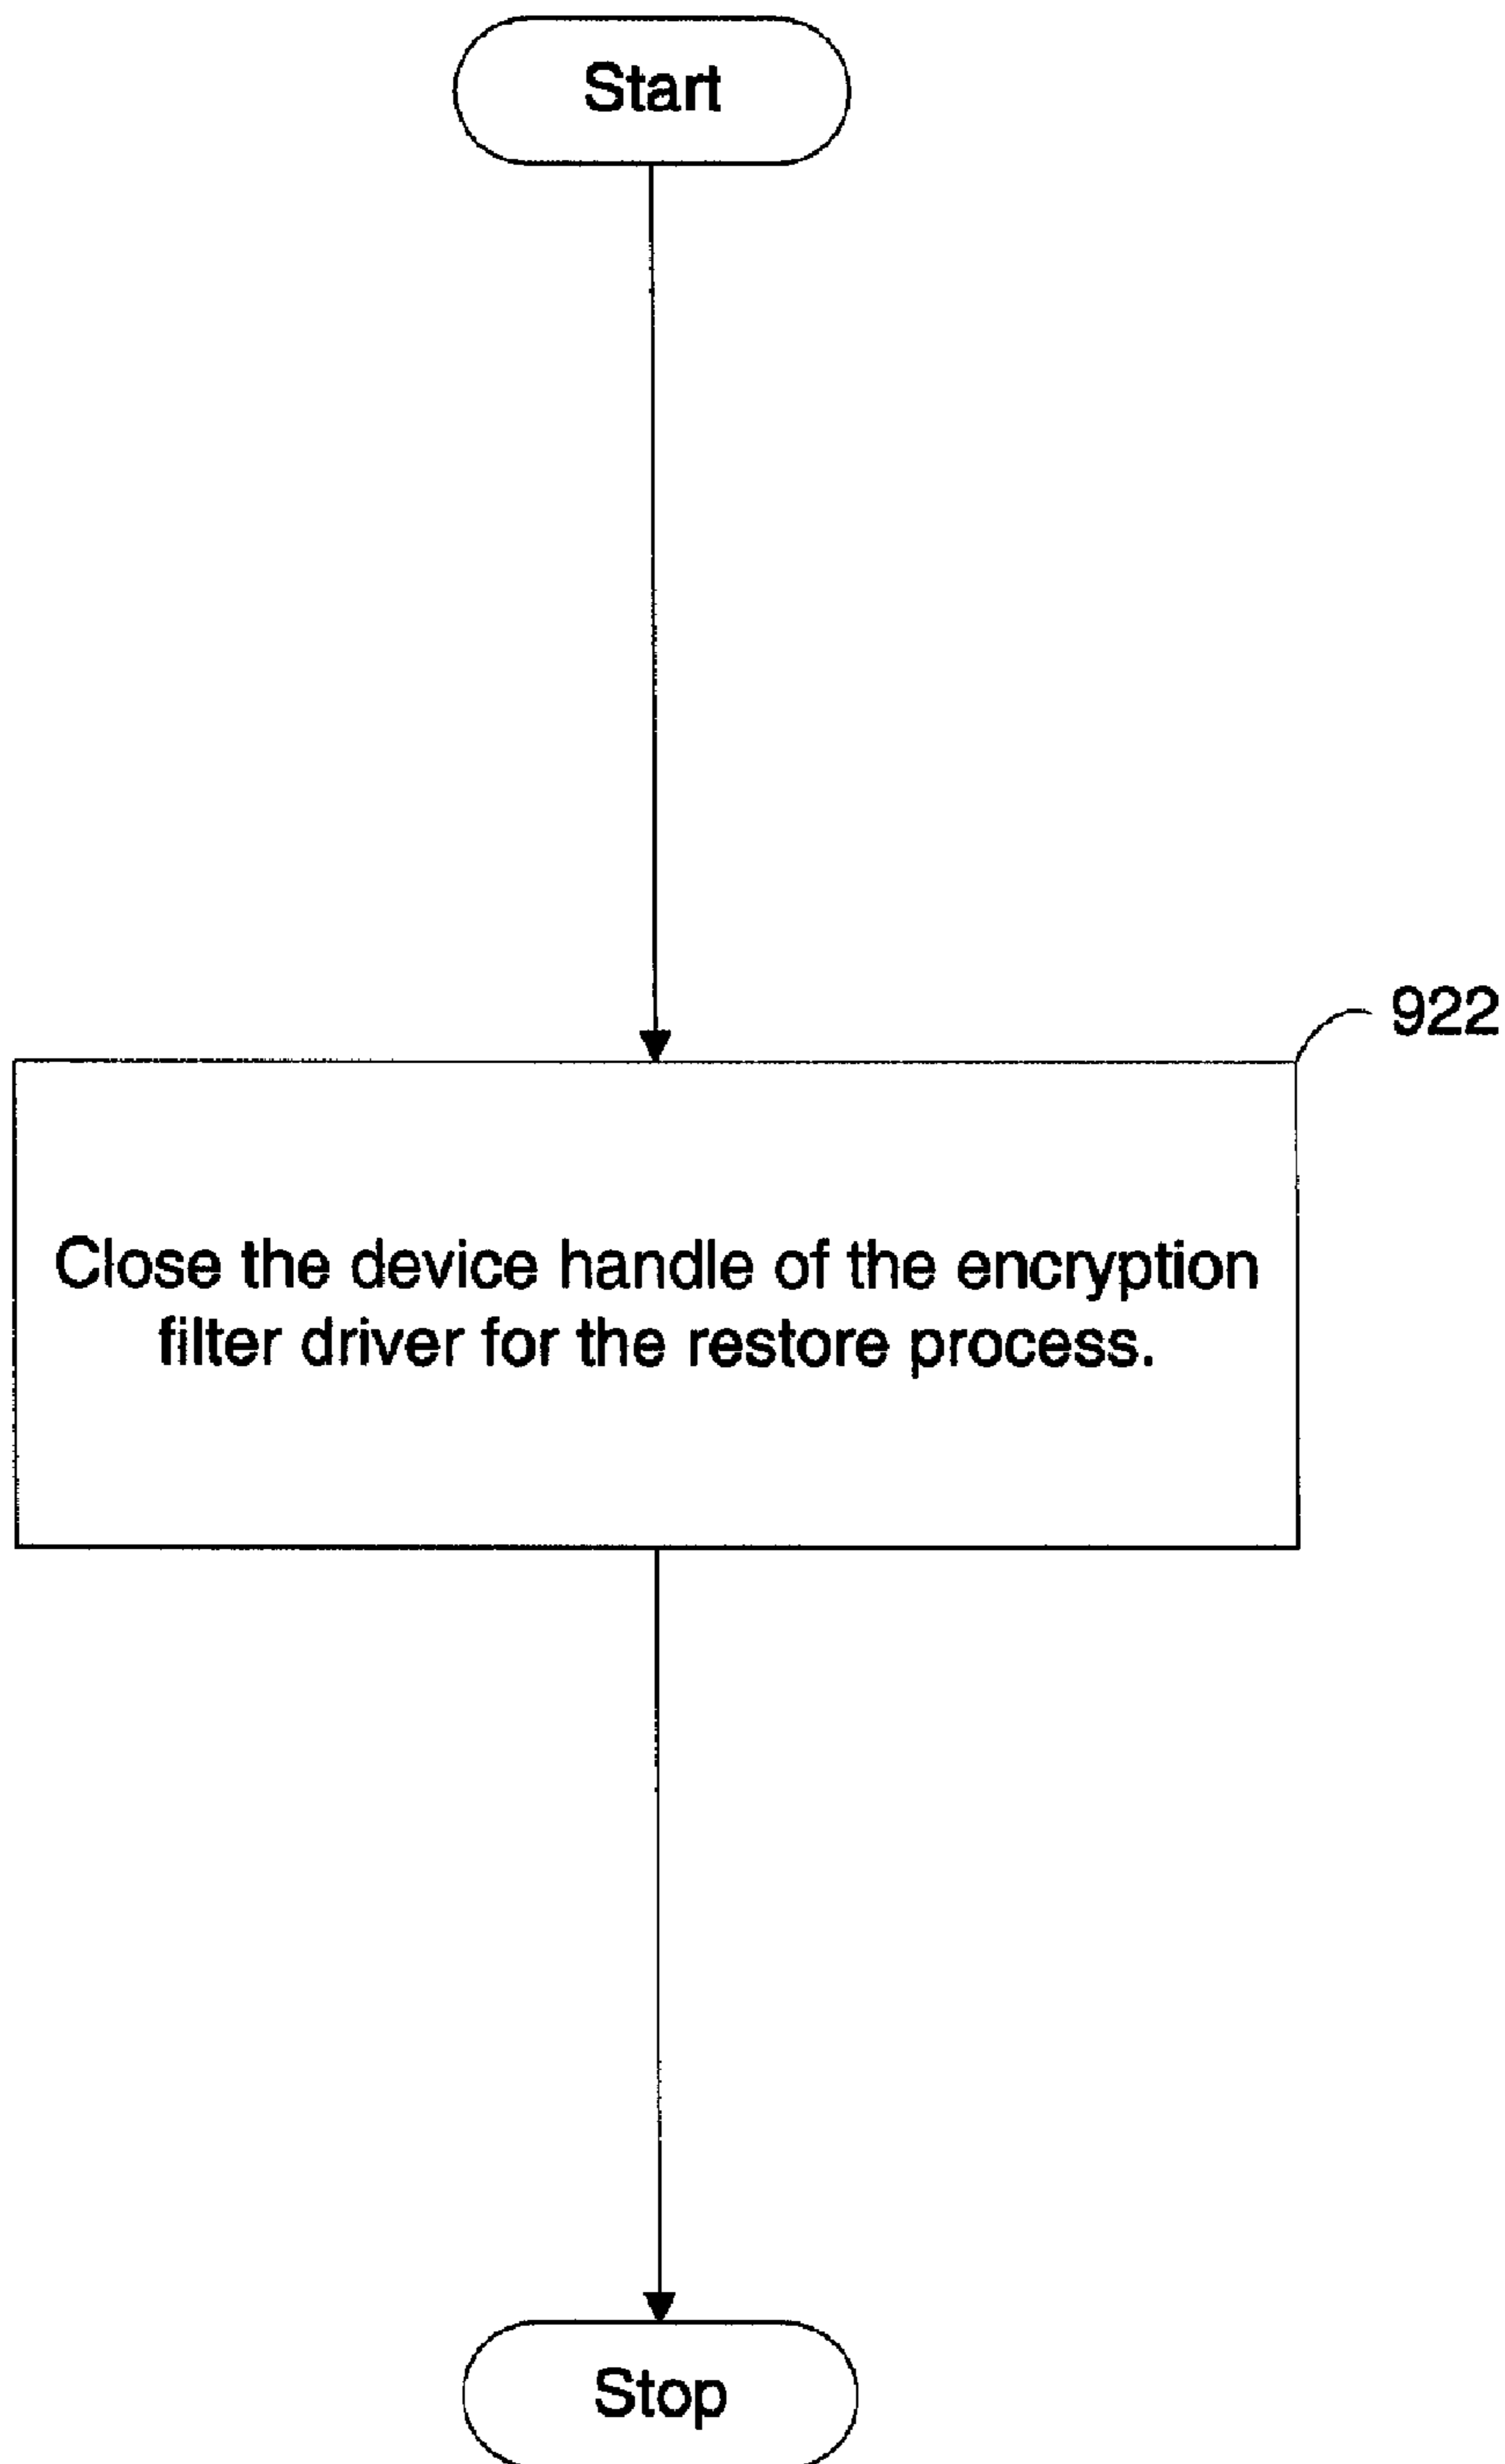 Start
922
Close the device handle of the encryption
filter driver for the restore process.
Stop